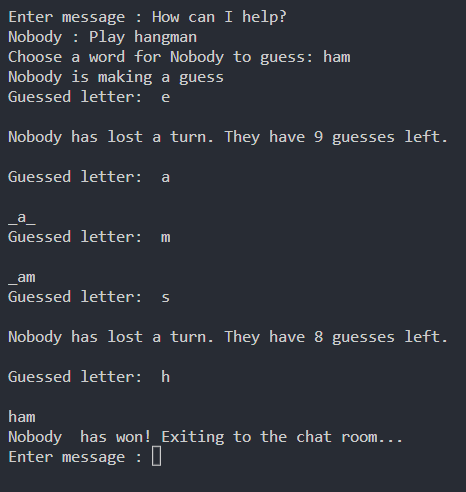 Enter message : How can I help?
Nobody : Play hangman
Choose a word for Nobody to guess: ham
Nobody is making a guess
Guessed letter:  e
Nobody has lost a turn. They have 9 guesses left.
Guessed letter:  a
_a_
Guessed letter:  m
_am
Guessed letter:  s
Nobody has lost a turn. They have 8 guesses left.
Guessed letter:  h
ham
Nobody  has won! Exiting to the chat room...
Enter message :